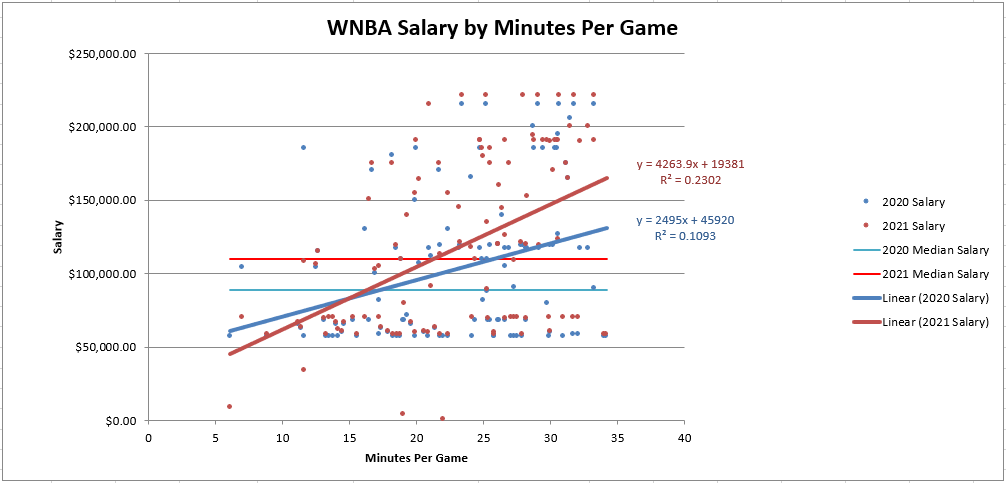 WNBA Salary by Minutes Per Game
$250,000.00
$200,000.00
$150,000.00
$100,000.00
$50,000.00
$0.00
Salary
0 5 10 15 20 25 30 35 40
Minutes Per Game
y = 4263.9x + 19381
R² = 0.2302
y = 2495x + 45920
R² = 0.1093
2020 Salary
2021 Salary
2020 Median Salary
2021 Median Salary
Linear (2020 Salary)
Linear (2021 Salary)